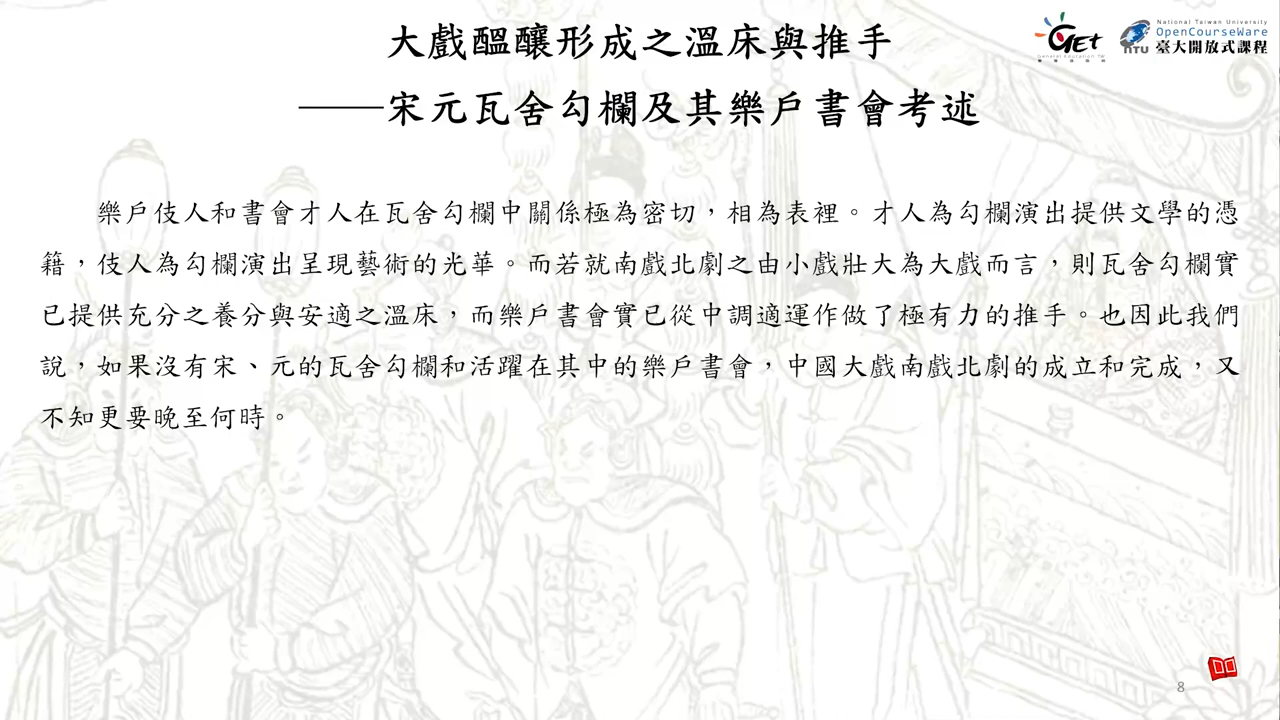 大戲醞釀形成之溫床與推手
——宋元瓦舍勾欄及其樂戶書會考述
GET
General Education TW
NTU
National Taiwan University
OpenCourseWare
臺大開放式課程
樂戶伎人和書會才人在瓦舍勾欄中關係極為密切，相為表裡。才人為勾欄演出提供文學的憑
藉，伎人為勾欄演出呈現藝術的光華。而若就南戲北劇之由小戲壯大為大戲而言，則瓦舍勾欄實
已提供充分之養分與安適之溫床，而樂戶書會實已從中調適運作做了極有力的推手。也因此我們
說，如果沒有宋、元的瓦舍勾欄和活躍在其中的樂戶書會，中國大戲南戲北劇的成立和完成，又
不知更要晚至何時。
8